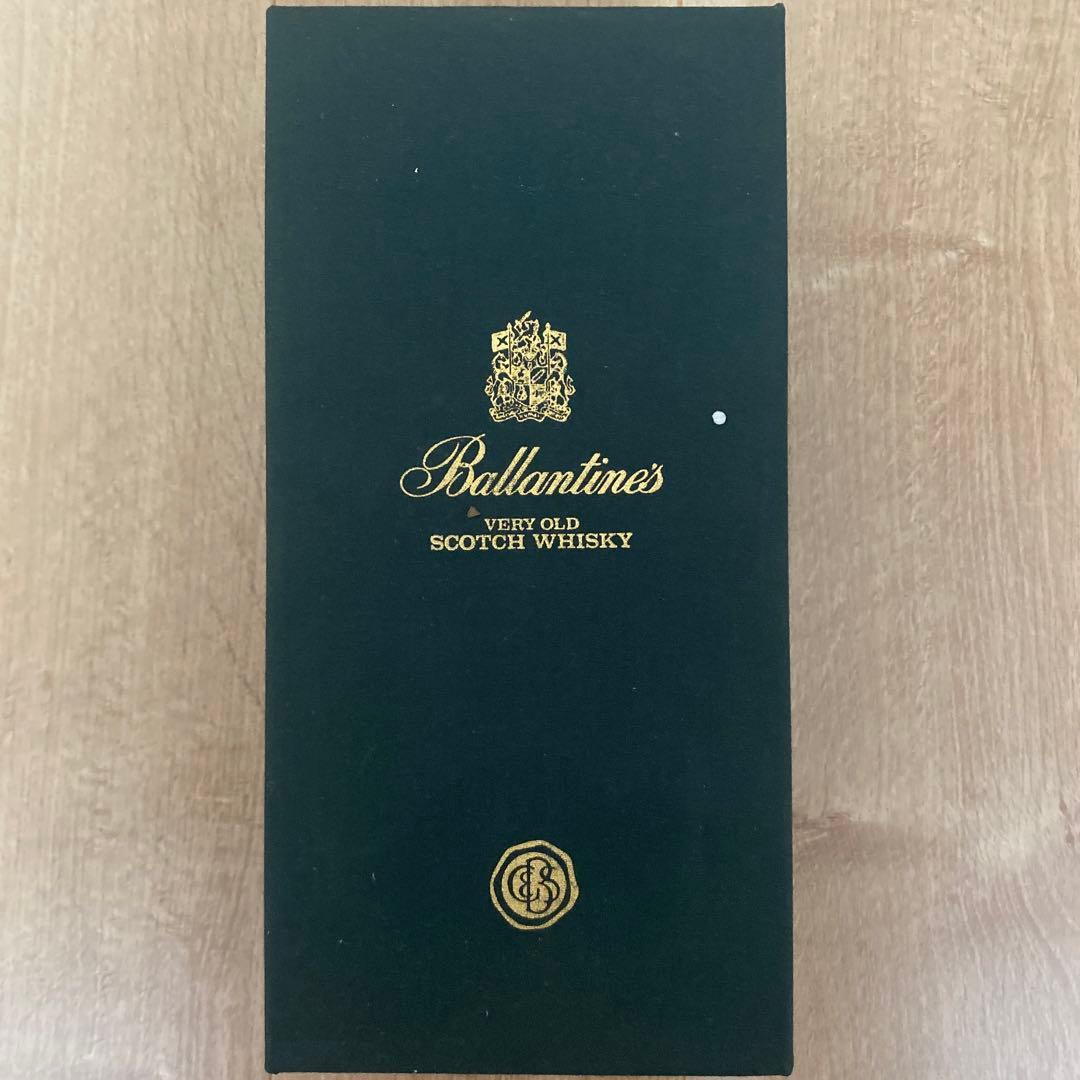 Ballantine's
VERY OLD
SCOTCH WHISKY